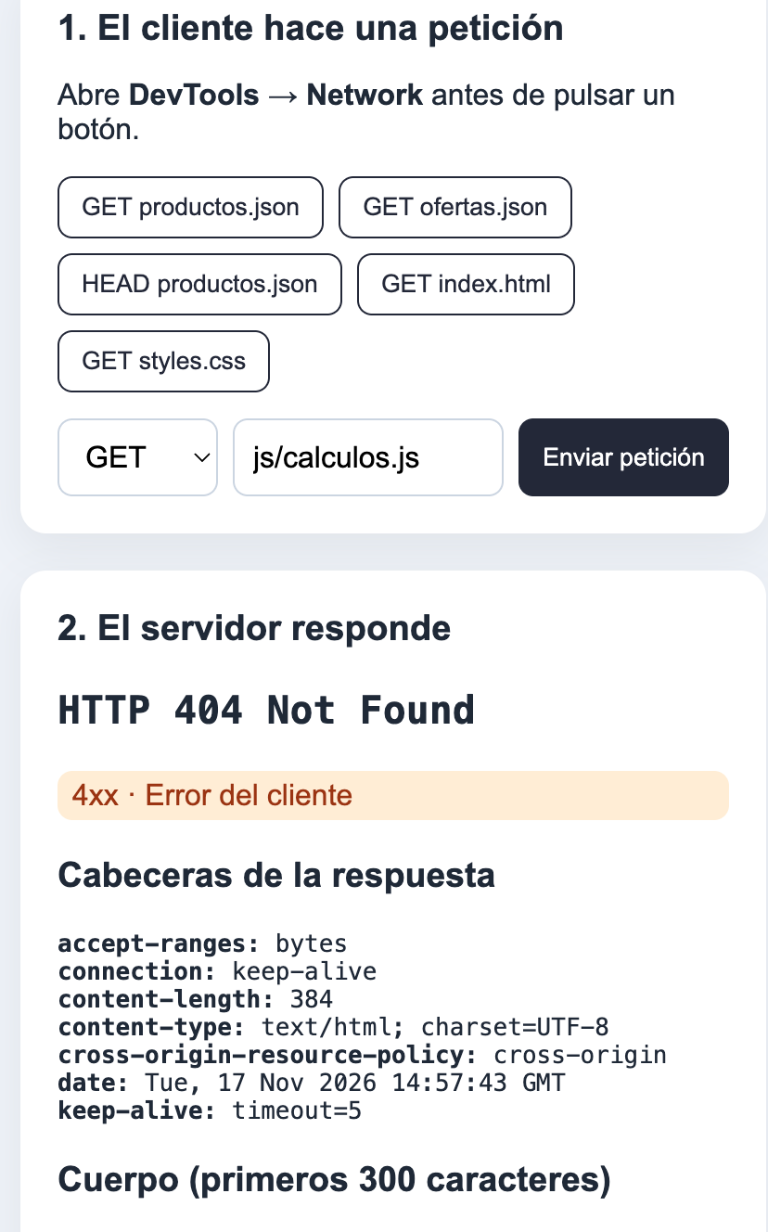 1. El cliente hace una petición
Abre DevTools → Network antes de pulsar un
botón.
GET productos.json
GET ofertas.json
HEAD productos.json
GET index.html
GET styles.css
GET
js/calculos.js
Enviar petición
2. El servidor responde
HTTP 404 Not Found
4xx · Error del cliente
Cabeceras de la respuesta
accept-ranges: bytes
connection: keep-alive
content-length: 384
content-type: text/html; charset=UTF-8
cross-origin-resource-policy: cross-origin
date: Tue, 17 Nov 2026 14:57:43 GMT
keep-alive: timeout=5
Cuerpo (primeros 300 caracteres)